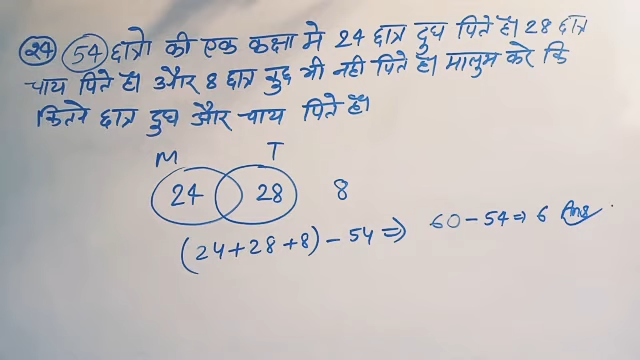 24 54 छात्रो की एक कक्षा मे 24 छात्र दुध पिते है। 28 छात्र
चाय पिते है। और 8 छात्र कुछ भी नही पिते है। मालुम करे कि
कितने छात्र दुध और चाय पिते है।
M T
24 28 8
(24+28+8) - 54 ⇒ 60 - 54 ⇒ 6 Ans